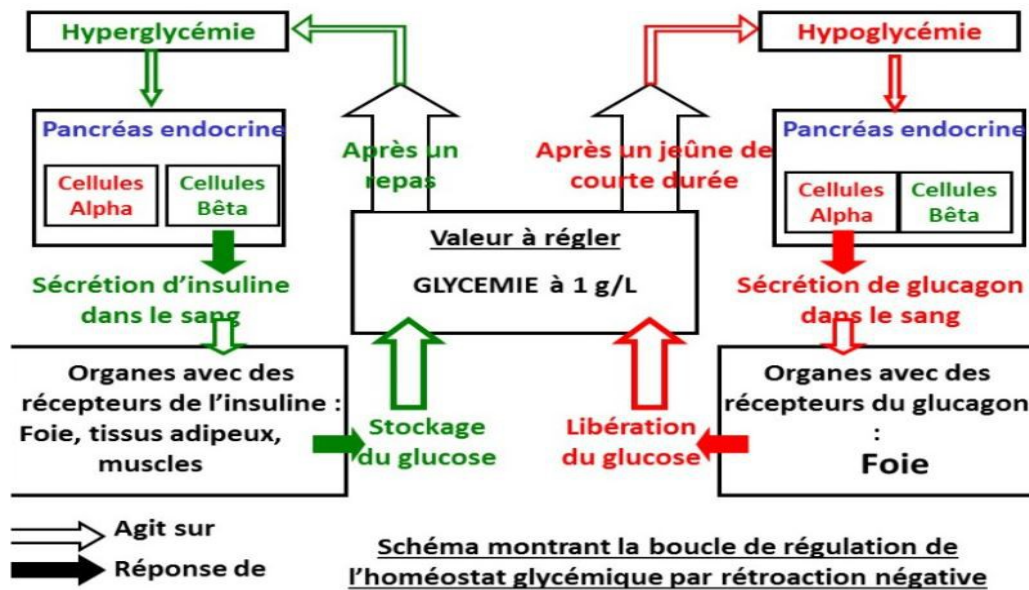 Hyperglycémie
Pancréas endocrine
Cellules
Alpha
Cellules
Bêta
Sécrétion d'insuline
dans le sang
Organes avec des
récepteurs de l'insuline :
Foie, tissus adipeux,
muscles
Stockage
du glucose
Après un
repas
Valeur à régler
GLYCEMIE à 1 g/L
Après un jeûne de
courte durée
Hypoglycémie
Pancréas endocrine
Cellules
Alpha
Cellules
Bêta
Sécrétion de glucagon
dans le sang
Organes avec des
récepteurs du glucagon
:
Foie
Libération
du glucose
Agit sur
Réponse de
Schéma montrant la boucle de régulation de
l'homéostat glycémique par rétroaction négative